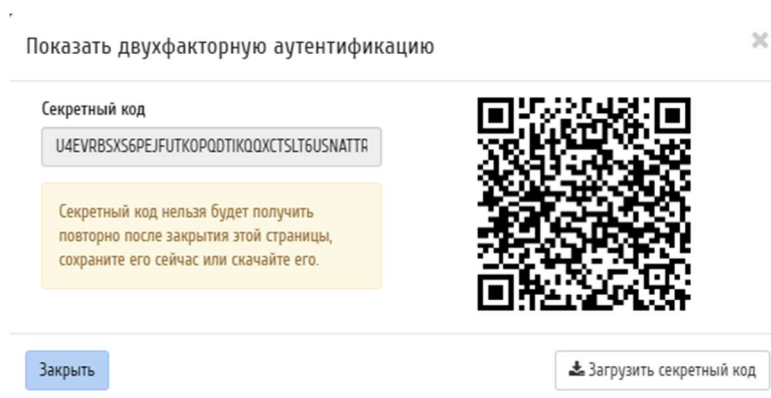 Показать двухфакторную аутентификацию
Секретный код
U4EVRBSXS6PEJFUTKOPQDTIKQQXCTSLT6USNATTR
Секретный код нельзя будет получить
повторно после закрытия этой страницы,
сохраните его сейчас или скачайте его.
Закрыть
Загрузить секретный код